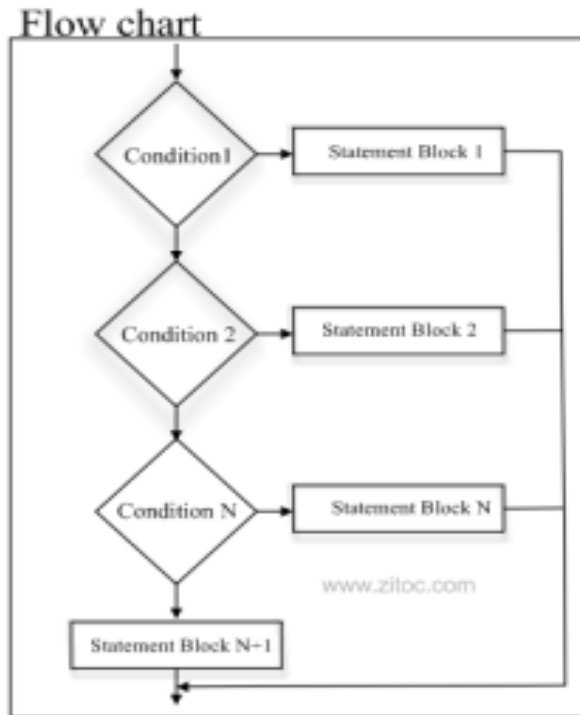 Flow chart
Condition1
Statement Block 1
Condition 2
Statement Block 2
Condition N
Statement Block N
www.zitoc.com
Statement Block N+1